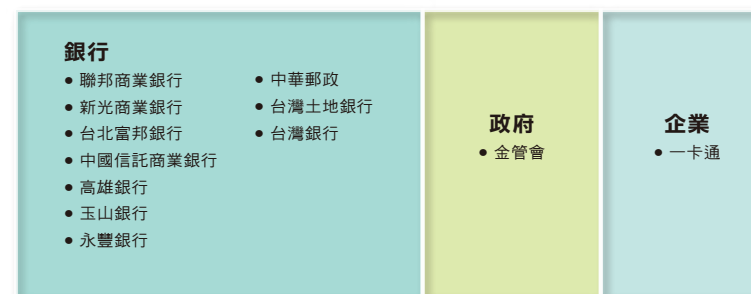 銀行
● 聯邦商業銀行
● 新光商業銀行
● 台北富邦銀行
● 中國信託商業銀行
● 高雄銀行
● 玉山銀行
● 永豐銀行
● 中華郵政
● 台灣土地銀行
● 台灣銀行
政府
● 金管會
企業
● 一卡通